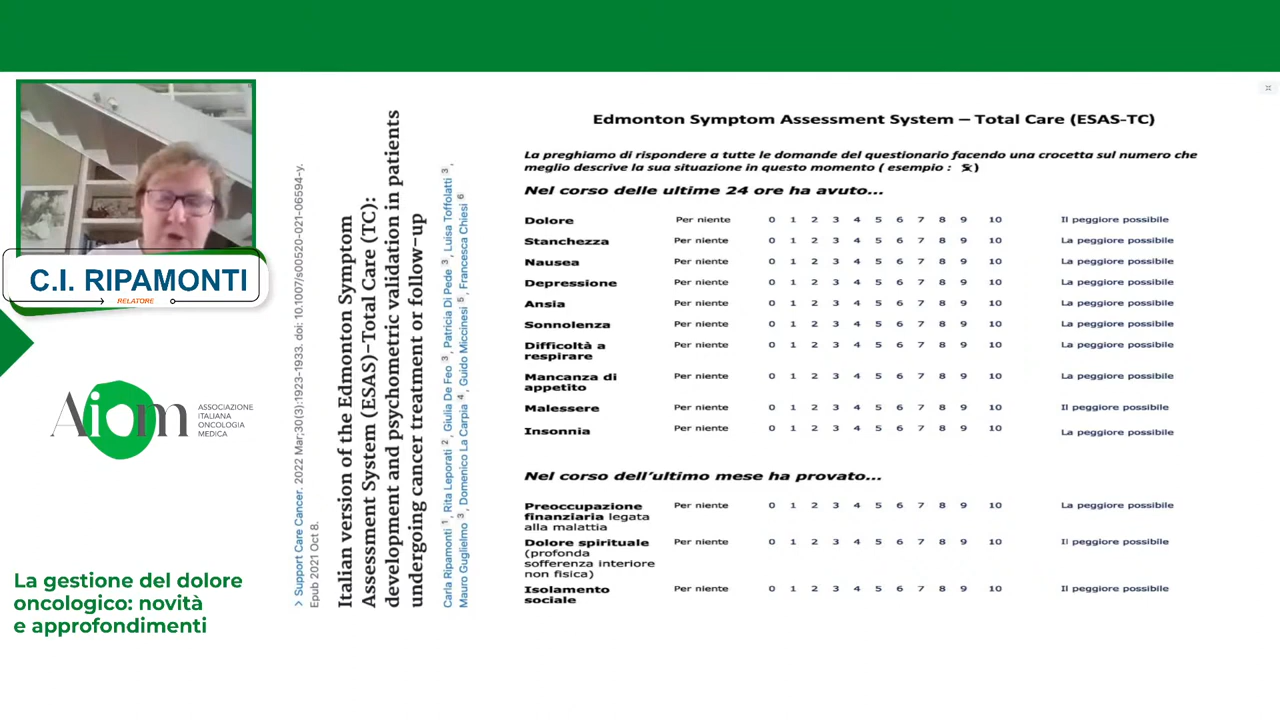 C.I. RIPAMONTI
RELATORE
Aiom
ASSOCIAZIONE
ITALIANA
ONCOLOGIA
MEDICA
La gestione del dolore
oncologico: novità
e approfondimenti
> Support Care Cancer. 2022 Mar;30(3):1923-1933. doi: 10.1007/s00520-021-06594-y.
Epub 2021 Oct 8.
Italian version of the Edmonton Symptom
Assessment System (ESAS)-Total Care (TC):
development and psychometric validation in patients
undergoing cancer treatment or follow-up
Carla Ripamonti 1, Rita Leporati 2, Giulia De Feo 3, Patricia Di Pede 3, Luisa Toffolatti 3,
Mauro Guglielmo 3, Domenico La Carpia 4, Guido Miccinesi 5, Francesca Chiesi 6
Edmonton Symptom Assessment System – Total Care (ESAS-TC)
La preghiamo di rispondere a tutte le domande del questionario facendo una crocetta sul numero che
meglio descrive la sua situazione in questo momento ( esempio : )
Nel corso delle ultime 24 ore ha avuto...
Dolore Per niente 0 1 2 3 4 5 6 7 8 9 10 Il peggiore possibile
Stanchezza Per niente 0 1 2 3 4 5 6 7 8 9 10 La peggiore possibile
Nausea Per niente 0 1 2 3 4 5 6 7 8 9 10 La peggiore possibile
Depressione Per niente 0 1 2 3 4 5 6 7 8 9 10 La peggiore possibile
Ansia Per niente 0 1 2 3 4 5 6 7 8 9 10 La peggiore possibile
Sonnolenza Per niente 0 1 2 3 4 5 6 7 8 9 10 La peggiore possibile
Difficoltà a Per niente 0 1 2 3 4 5 6 7 8 9 10 La peggiore possibile
respirare
Mancanza di Per niente 0 1 2 3 4 5 6 7 8 9 10 La peggiore possibile
appetito
Malessere Per niente 0 1 2 3 4 5 6 7 8 9 10 Il peggiore possibile
Insonnia Per niente 0 1 2 3 4 5 6 7 8 9 10 La peggiore possibile
Nel corso dell'ultimo mese ha provato...
Preoccupazione Per niente 0 1 2 3 4 5 6 7 8 9 10 La peggiore possibile
finanziaria legata
alla malattia
Dolore spirituale Per niente 0 1 2 3 4 5 6 7 8 9 10 Il peggiore possibile
(profonda
sofferenza interiore
non fisica)
Isolamento Per niente 0 1 2 3 4 5 6 7 8 9 10 Il peggiore possibile
sociale